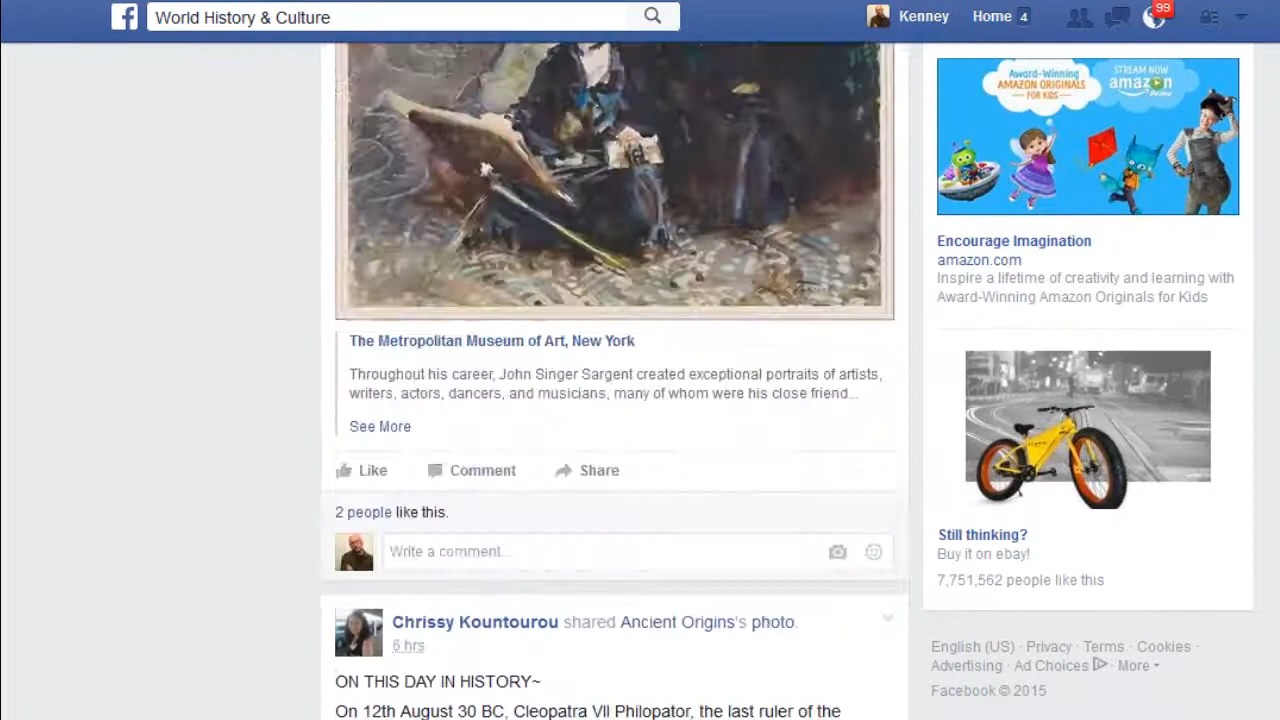 World History & Culture
Kenney
Home 4
99
Award-Winning
AMAZON ORIGINALS
FOR KIDS
STREAM NOW
amazon
Prime
Encourage Imagination
amazon.com
Inspire a lifetime of creativity and learning with
Award-Winning Amazon Originals for Kids
The Metropolitan Museum of Art, New York
Throughout his career, John Singer Sargent created exceptional portraits of artists,
writers, actors, dancers, and musicians, many of whom were his close friend...
See More
Like Comment Share
2 people like this.
Write a comment...
Still thinking?
Buy it on ebay!
7,751,562 people like this
Chrissy Kountourou shared Ancient Origins's photo.
6 hrs
ON THIS DAY IN HISTORY~
On 12th August 30 BC, Cleopatra VII Philopator, the last ruler of the
English (US) · Privacy · Terms · Cookies ·
Advertising · Ad Choices · More
Facebook © 2015